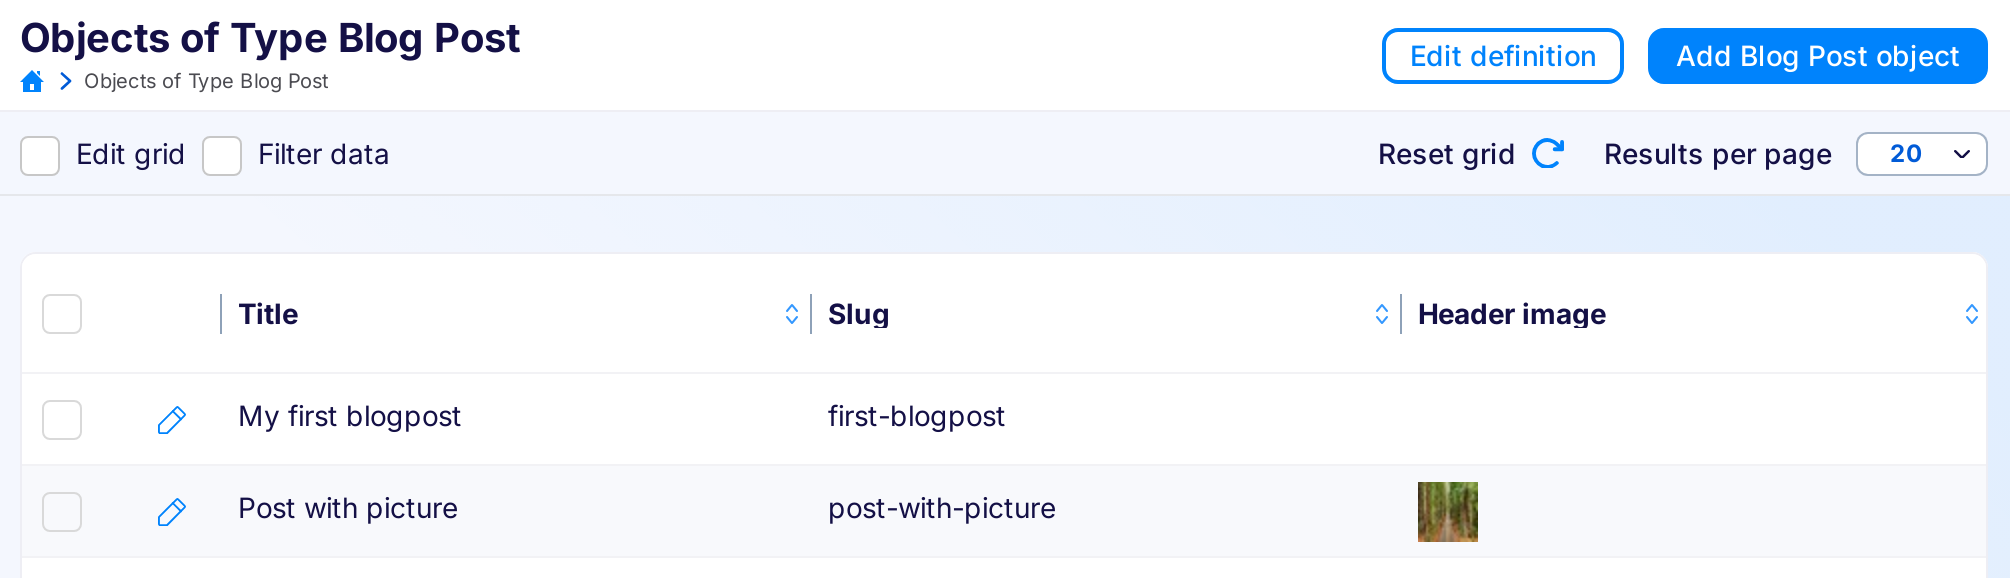 Objects of Type Blog Post
Objects of Type Blog Post
Edit definition
Add Blog Post object
Edit grid
Filter data
Reset grid
Results per page
20
Title
Slug
Header image
My first blogpost
first-blogpost
Post with picture
post-with-picture